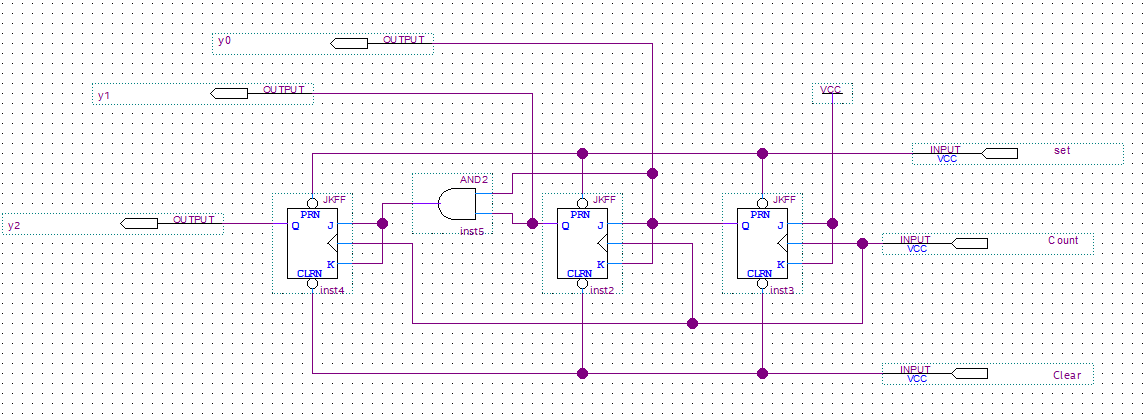 y0 OUTPUT
y1 OUTPUT
VCC
INPUT set
VCC
AND2
JKFF JKFF JKFF
PRN PRN PRN
y2 OUTPUT Q J Q J Q J
inst5
INPUT Count
VCC
K K K
CLRN CLRN CLRN
inst4 inst2 inst3
INPUT Clear
VCC